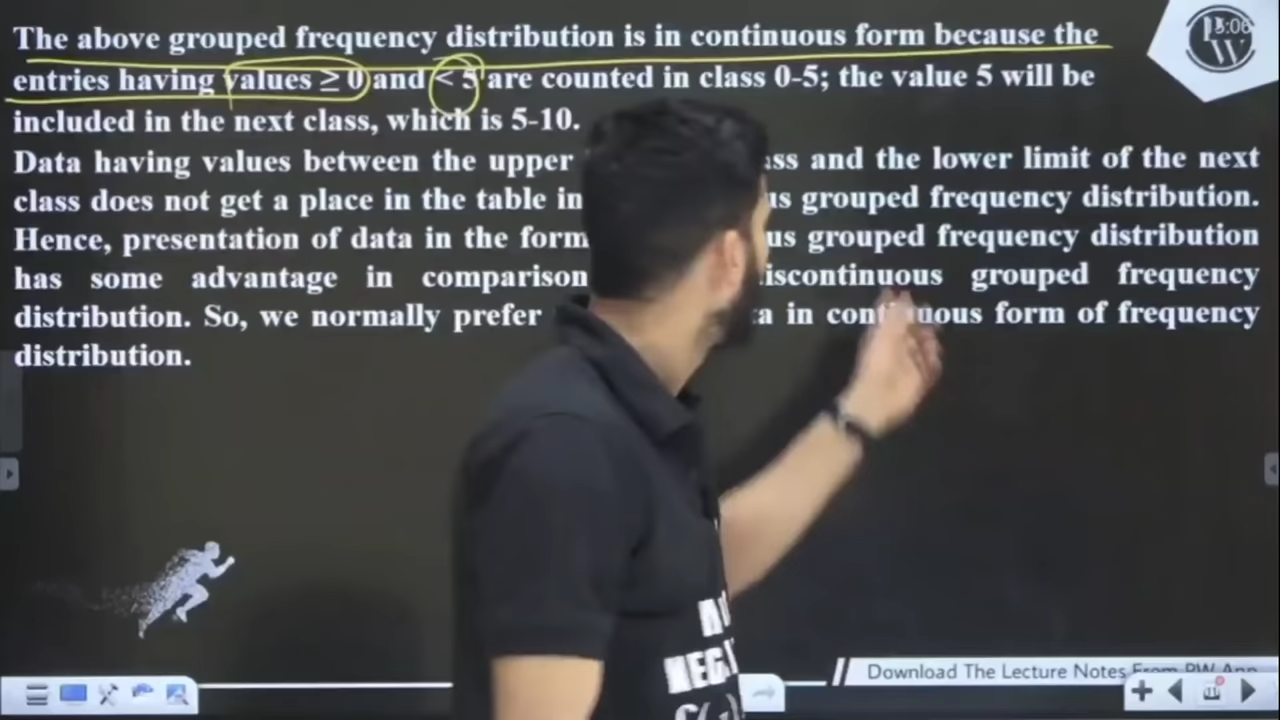 The above grouped frequency distribution is in continuous form because the
entries having values ≥ 0 and < 5 are counted in class 0-5; the value 5 will be
included in the next class, which is 5-10.
Data having values between the upper and the lower limit of the next
class does not get a place in the table in grouped frequency distribution.
Hence, presentation of data in the form grouped frequency distribution
has some advantage in comparison grouped frequency
distribution. So, we normally prefer in continuous form of frequency
distribution.
Download The Lecture Notes From PW App